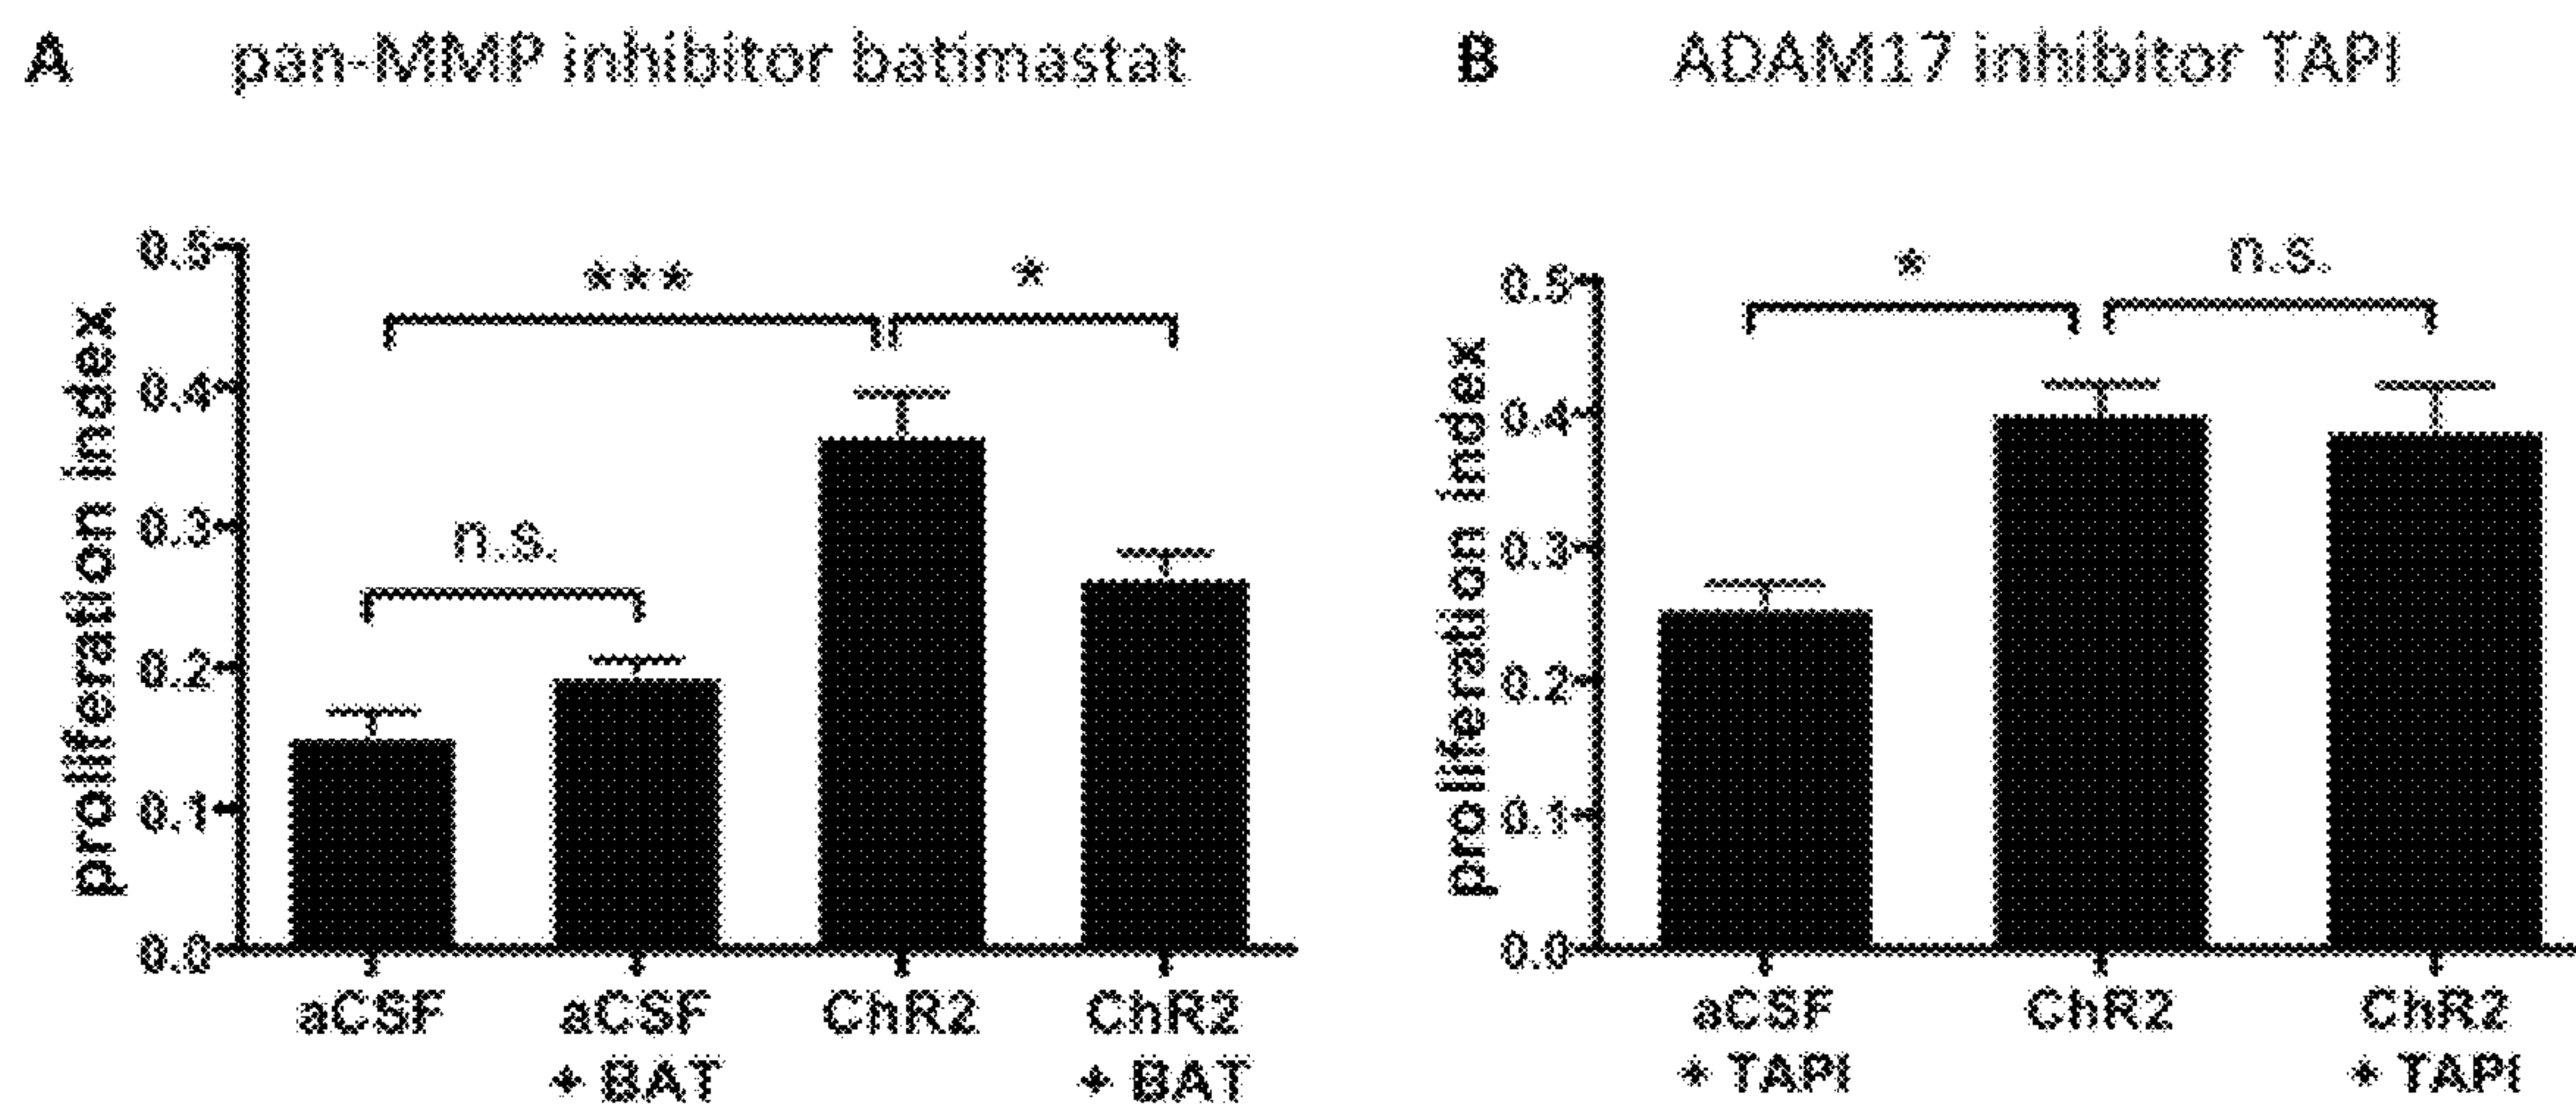 A pan-MMP inhibitor batimastat
B ADAM17 inhibitor TAPI
proliferation index
0.5
0.4
0.3
0.2
0.1
0.0
n.s.
***
*
aCSF aCSF ChR2 ChR2
+ BAT + BAT
proliferation index
0.5
0.4
0.3
0.2
0.1
0.0
*
n.s.
aCSF ChR2 ChR2
+ TAPI + TAPI